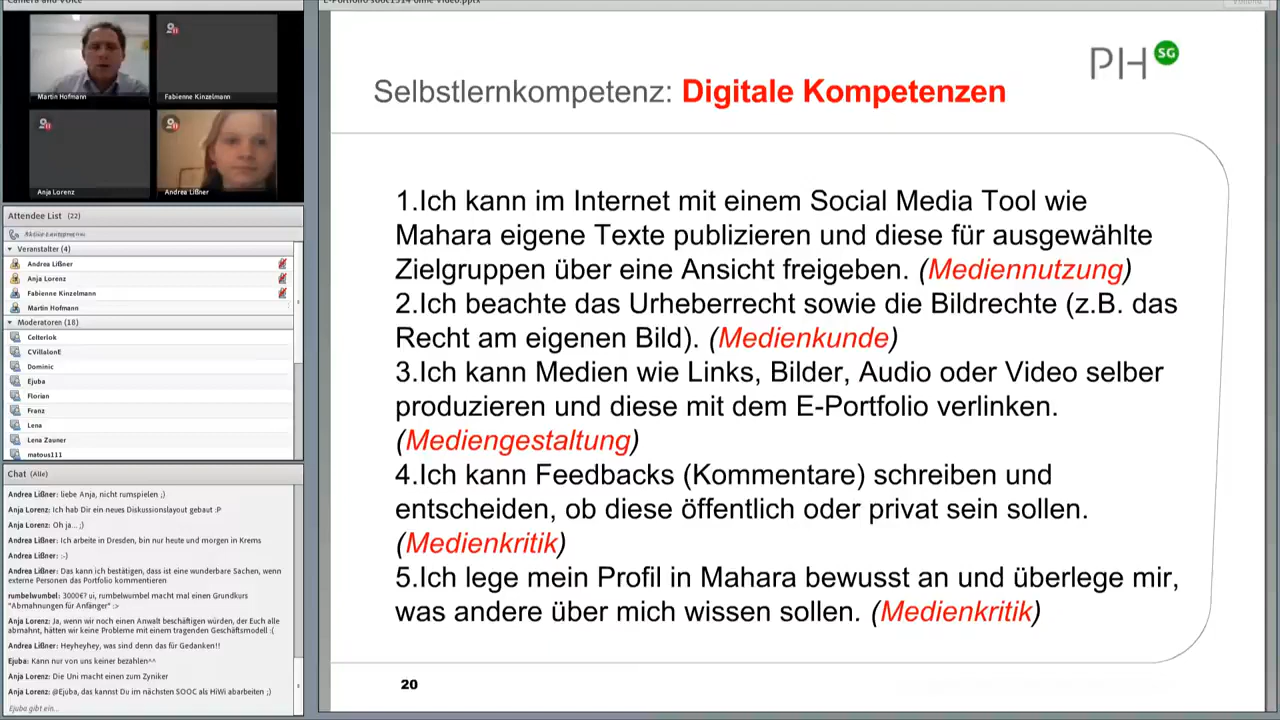 Camera and Voice
Martin Hofmann
Fabienne Kinzelmann
Anja Lorenz
Andrea Lißner
Attendee List (22)
Veranstalter (4)
Andrea Lißner
Anja Lorenz
Fabienne Kinzelmann
Martin Hofmann
Moderatoren (18)
Celterlok
CVillalonE
Dominic
Ejuba
Florian
Franz
Lena
Lena Zauner
matous111
Chat (Alle)
Andrea Lißner: liebe Anja, nicht rumspielen ;)
Anja Lorenz: Ich hab Dir ein neues Diskussionslayout gebaut :P
Anja Lorenz: Oh ja... ;)
Andrea Lißner: Ich arbeite in Dresden, bin nur heute und morgen in Krems
Andrea Lißner: :-)
Andrea Lißner: Das kann ich bestätigen, dass ist eine wunderbare Sachen, wenn
externe Personen das Portfolio kommentieren
rumbelwumbel: 3000€? ui, rumbelwumbel macht mal einen Grundkurs
"Abmahnungen für Anfänger" :>
Anja Lorenz: Ja, wenn wir noch einen Anwalt beschäftigen würden, der Euch alle
abmahnt, hätten wir keine Probleme mit einem tragenden Geschäftsmodell :(
Andrea Lißner: Heyheyhey, was sind denn das für Gedanken!!
Ejuba: Kann nur von uns keiner bezahlen^^
Anja Lorenz: Die Uni macht einen zum Zyniker
Anja Lorenz: @Ejuba, das kannst Du im nächsten SOOC als HiWi abarbeiten ;)
Ejuba gibt ein...
E-Portfolio sooc1314 ohne Video.pptx
PH SG
Selbstlernkompetenz: Digitale Kompetenzen
1.Ich kann im Internet mit einem Social Media Tool wie
Mahara eigene Texte publizieren und diese für ausgewählte
Zielgruppen über eine Ansicht freigeben. (Mediennutzung)
2.Ich beachte das Urheberrecht sowie die Bildrechte (z.B. das
Recht am eigenen Bild). (Medienkunde)
3.Ich kann Medien wie Links, Bilder, Audio oder Video selber
produzieren und diese mit dem E-Portfolio verlinken.
(Mediengestaltung)
4.Ich kann Feedbacks (Kommentare) schreiben und
entscheiden, ob diese öffentlich oder privat sein sollen.
(Medienkritik)
5.Ich lege mein Profil in Mahara bewusst an und überlege mir,
was andere über mich wissen sollen. (Medienkritik)
20